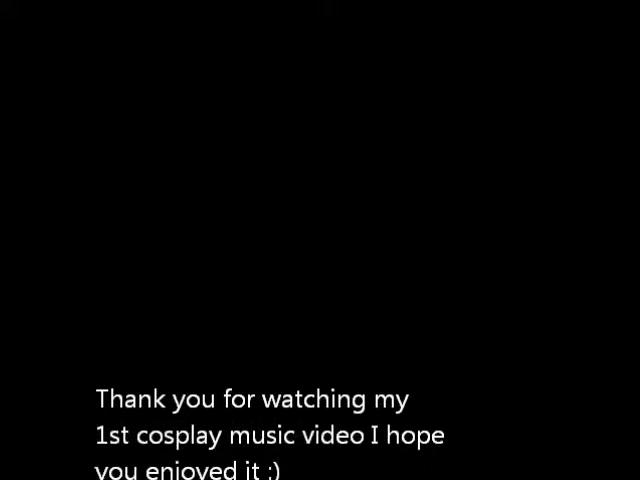 Thank you for watching my
1st cosplay music video I hope
you enjoyed it :)